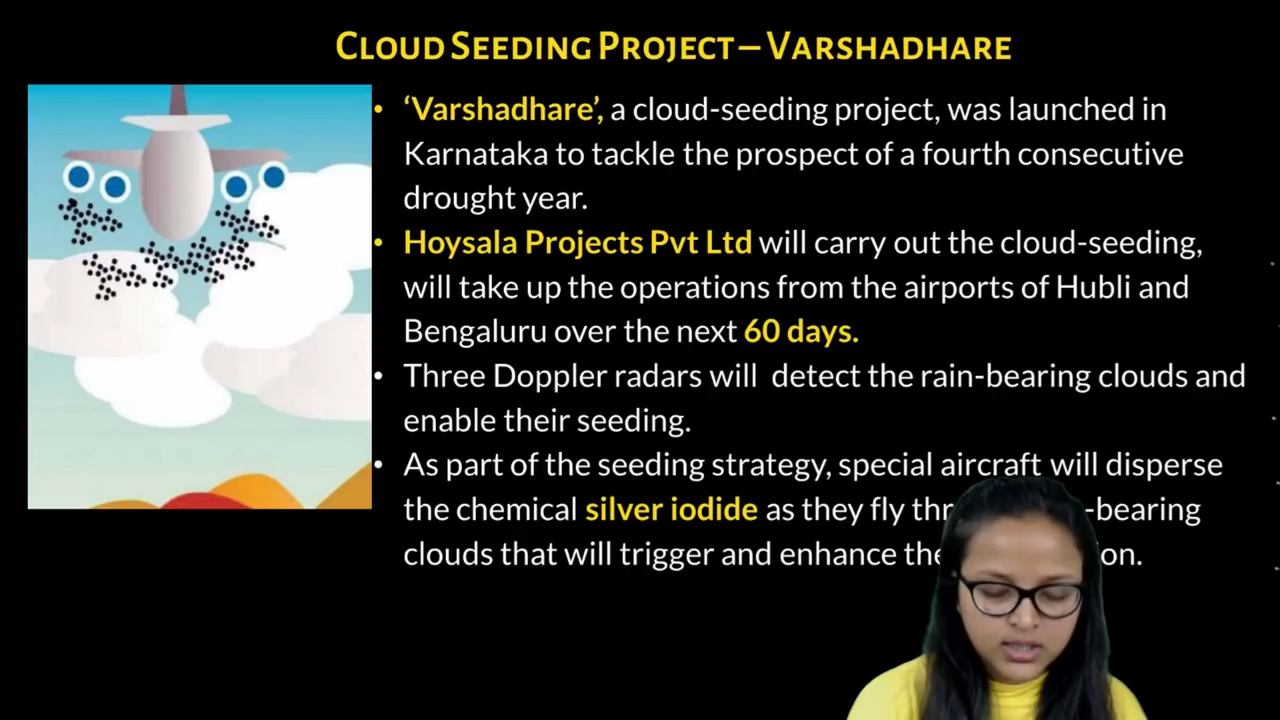 CLOUD SEEDING PROJECT – VARSHADHARE
• ‘Varshadhare’, a cloud-seeding project, was launched in
Karnataka to tackle the prospect of a fourth consecutive
drought year.
• Hoysala Projects Pvt Ltd will carry out the cloud-seeding,
will take up the operations from the airports of Hubli and
Bengaluru over the next 60 days.
• Three Doppler radars will detect the rain-bearing clouds and
enable their seeding.
• As part of the seeding strategy, special aircraft will disperse
the chemical silver iodide as they fly -bearing
clouds that will trigger and enhance